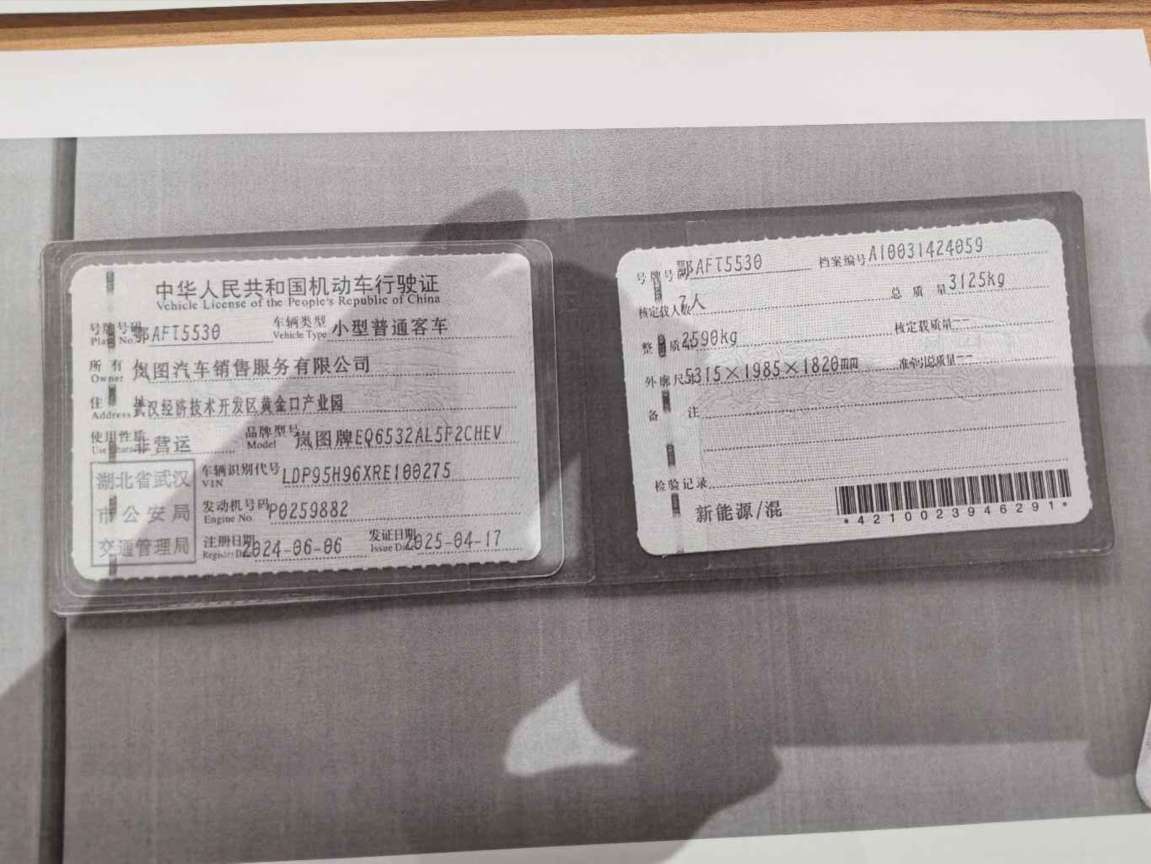 中华人民共和国机动车行驶证
Vehicle License of the People's Republic of China
号牌号码 鄂AFT5530 车辆类型 小型普通客车
Plate No. Vehicle Type
所有人 岚图汽车销售服务有限公司
Owner
住址 武汉经济技术开发区黄金口产业园
Address
使用性质 非营运 品牌型号 岚图牌EQ6532AL5F2CHEV
Use Character Model
湖北省武汉
市公安局
交通管理局
车辆识别代号 LDP95H96XRE100275
VIN
发动机号码 P0259882
Engine No.
注册日期 2024-06-06 发证日期 2025-04-17
Register Date Issue Date
号牌号码 鄂AFT5530 档案编号 A10031424059
核定载人数 7人 总质量 3125kg
整备质量 2590kg 核定载质量 --
外廓尺寸 5315×1985×1820mm 准牵引总质量 --
备注
检验记录
新能源/混
*4210023946291*